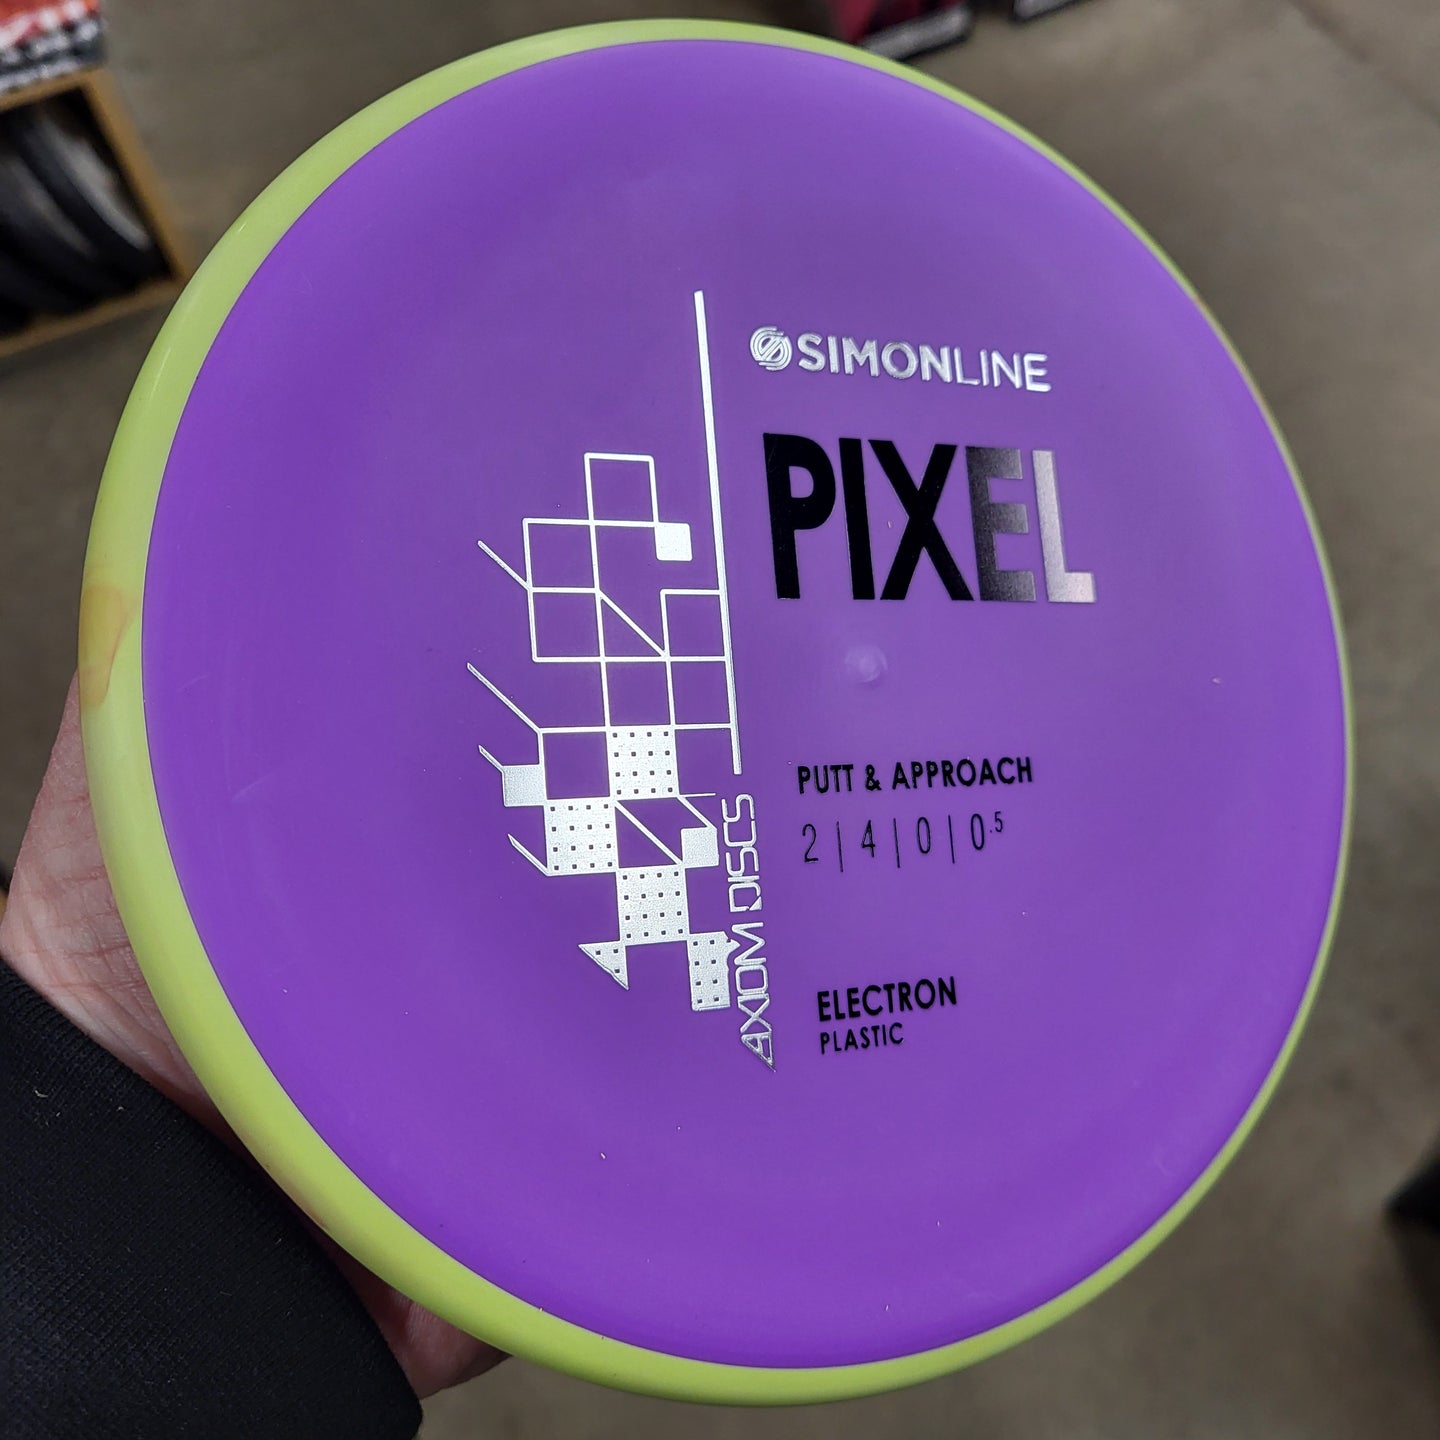 SIMONLINE
PIXEL
PUTT & APPROACH
2 | 4 | 0 | 0.5
ELECTRON
PLASTIC
AXIOM DISCS